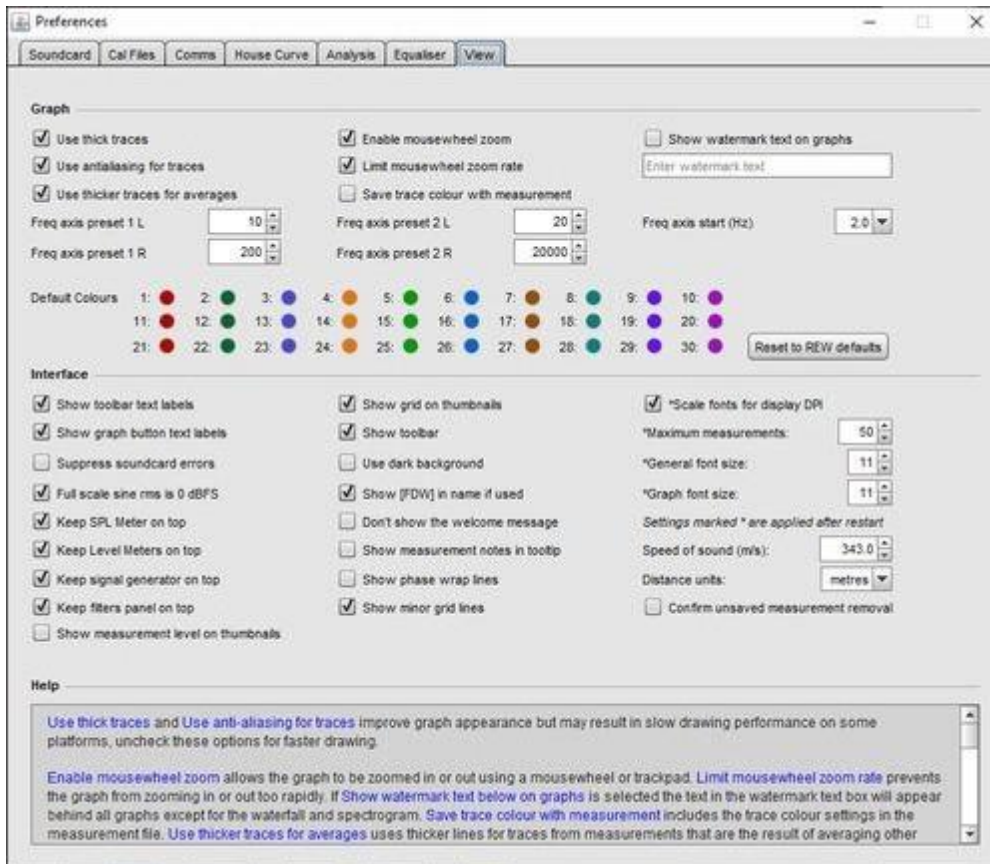 Preferences
Soundcard Cal Files Comms House Curve Analysis Equaliser View
Graph
Use thick traces Enable mousewheel zoom Show watermark text on graphs
Use antialiasing for traces Limit mousewheel zoom rate Enter watermark text
Use thicker traces for averages Save trace colour with measurement
Freq axis preset 1 L 10 Freq axis preset 2 L 20 Freq axis start (Hz) 2.0
Freq axis preset 1 R 200 Freq axis preset 2 R 20000
Default Colours 1: 2: 3: 4: 5: 6: 7: 8: 9: 10:
11: 12: 13: 14: 15: 16: 17: 18: 19: 20:
21: 22: 23: 24: 25: 26: 27: 28: 29: 30: Reset to REW defaults
Interface
Show toolbar text labels Show grid on thumbnails *Scale fonts for display DPI
Show graph button text labels Show toolbar *Maximum measurements: 50
Suppress soundcard errors Use dark background *General font size: 11
Full scale sine rms is 0 dBFS Show [FDW] in name if used *Graph font size: 11
Keep SPL Meter on top Don't show the welcome message Settings marked * are applied after restart
Keep Level Meters on top Show measurement notes in tooltip Speed of sound (m/s): 343.0
Keep signal generator on top Show phase wrap lines Distance units: metres
Keep filters panel on top Show minor grid lines Confirm unsaved measurement removal
Show measurement level on thumbnails
Help
Use thick traces and Use anti-aliasing for traces improve graph appearance but may result in slow drawing performance on some
platforms, uncheck these options for faster drawing.
Enable mousewheel zoom allows the graph to be zoomed in or out using a mousewheel or trackpad. Limit mousewheel zoom rate prevents
the graph from zooming in or out too rapidly. If Show watermark text below on graphs is selected the text in the watermark text box will appear
behind all graphs except for the waterfall and spectrogram. Save trace colour with measurement includes the trace colour settings in the
measurement file. Use thicker traces for averages uses thicker lines for traces from measurements that are the result of averaging other